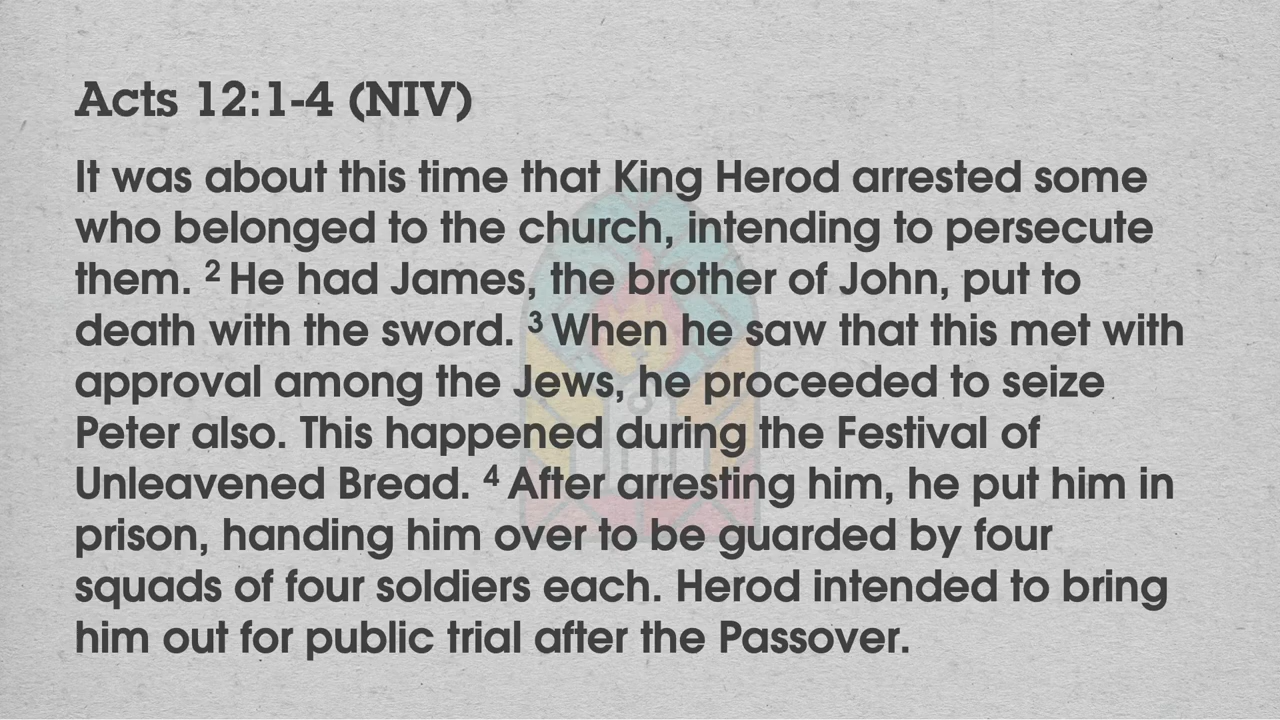 Acts 12:1-4 (NIV)
It was about this time that King Herod arrested some
who belonged to the church, intending to persecute
them. ² He had James, the brother of John, put to
death with the sword. ³ When he saw that this met with
approval among the Jews, he proceeded to seize
Peter also. This happened during the Festival of
Unleavened Bread. ⁴ After arresting him, he put him in
prison, handing him over to be guarded by four
squads of four soldiers each. Herod intended to bring
him out for public trial after the Passover.